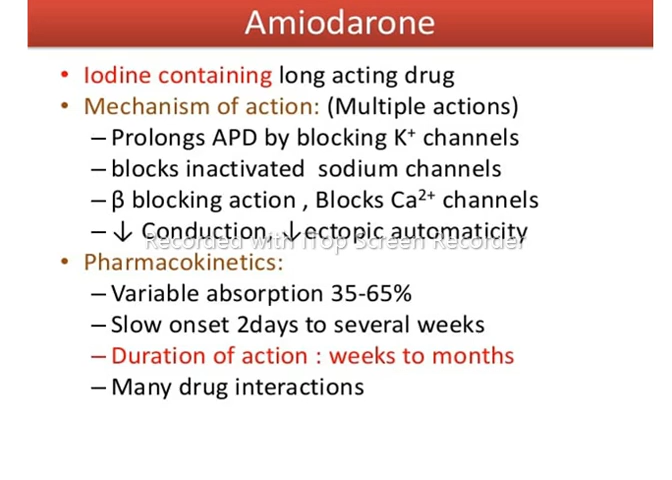 Amiodarone
• Iodine containing long acting drug
• Mechanism of action: (Multiple actions)
– Prolongs APD by blocking K⁺ channels
– blocks inactivated sodium channels
– β blocking action , Blocks Ca²⁺ channels
– ↓ Conduction, ↓ectopic automaticity
Recorded with iTop Screen Recorder
• Pharmacokinetics:
– Variable absorption 35-65%
– Slow onset 2days to several weeks
– Duration of action : weeks to months
– Many drug interactions